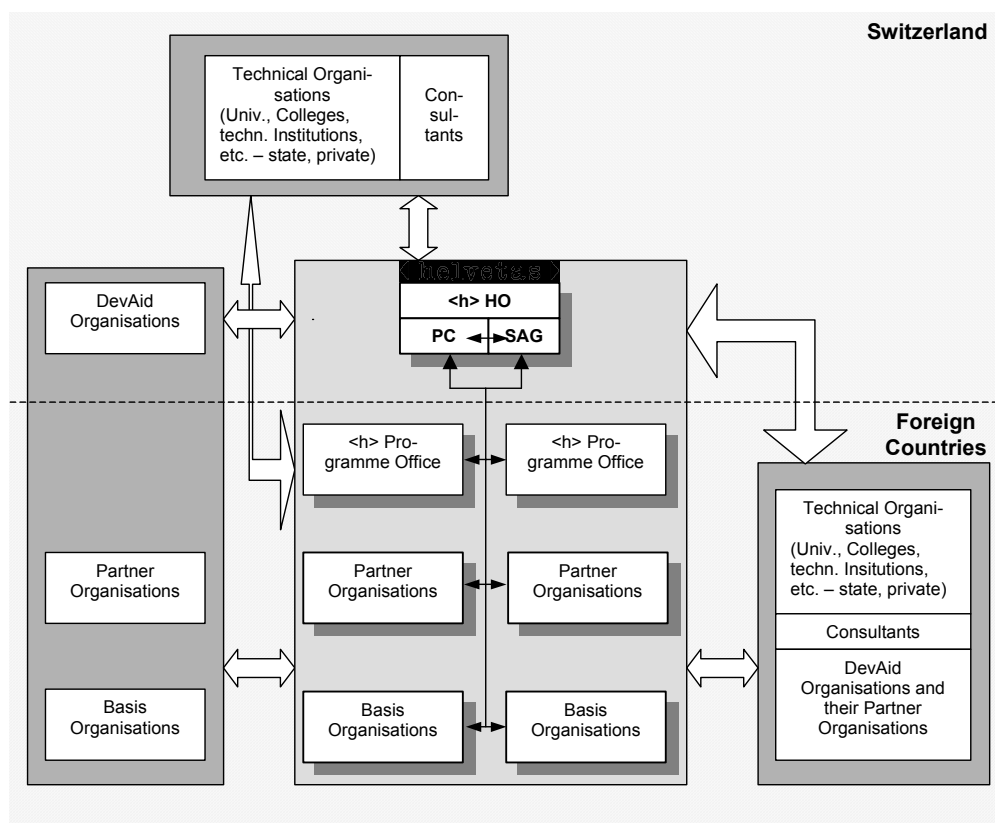 Switzerland
Technical Organi-
sations
(Univ., Colleges,
techn. Institutions,
etc. – state, private)
Con-
sul-
tants
helvetas
<h> HO
PC
SAG
DevAid
Organisations
Foreign
Countries
<h> Pro-
gramme Office
<h> Pro-
gramme Office
Partner
Organisations
Partner
Organisations
Partner
Organisations
Basis
Organisations
Basis
Organisations
Basis
Organisations
Technical Organi-
sations
(Univ., Colleges,
techn. Insitutions,
etc. – state, private)
Consultants
DevAid
Organisations and
their Partner
Organisations